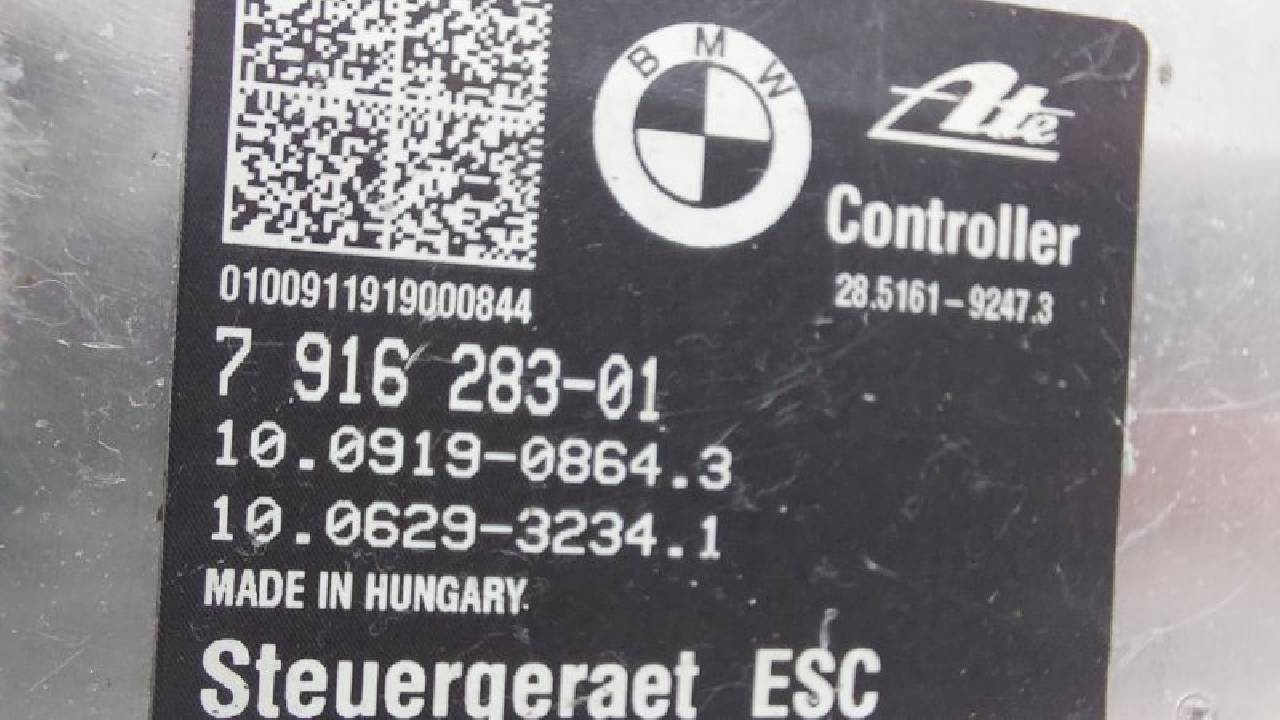 BMW
Ate
Controller
28.5161-9247.3
0100911919000844
7 916 283-01
10.0919-0864.3
10.0629-3234.1
MADE IN HUNGARY
Steuergeraet ESC